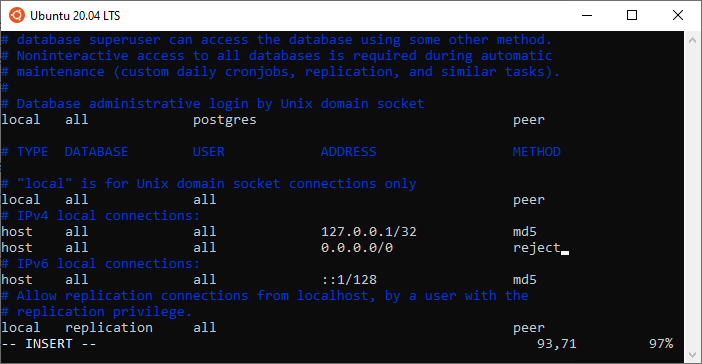 Ubuntu 20.04 LTS
# database superuser can access the database using some other method.
# Noninteractive access to all databases is required during automatic
# maintenance (custom daily cronjobs, replication, and similar tasks).
#
# Database administrative login by Unix domain socket
local   all             postgres                                peer
# TYPE  DATABASE        USER            ADDRESS                 METHOD
# "local" is for Unix domain socket connections only
local   all             all                                     peer
# IPv4 local connections:
host    all             all             127.0.0.1/32            md5
host    all             all             0.0.0.0/0               reject
# IPv6 local connections:
host    all             all             ::1/128                 md5
# Allow replication connections from localhost, by a user with the
# replication privilege.
local   replication     all                                     peer
-- INSERT --                                                    93,71         97%